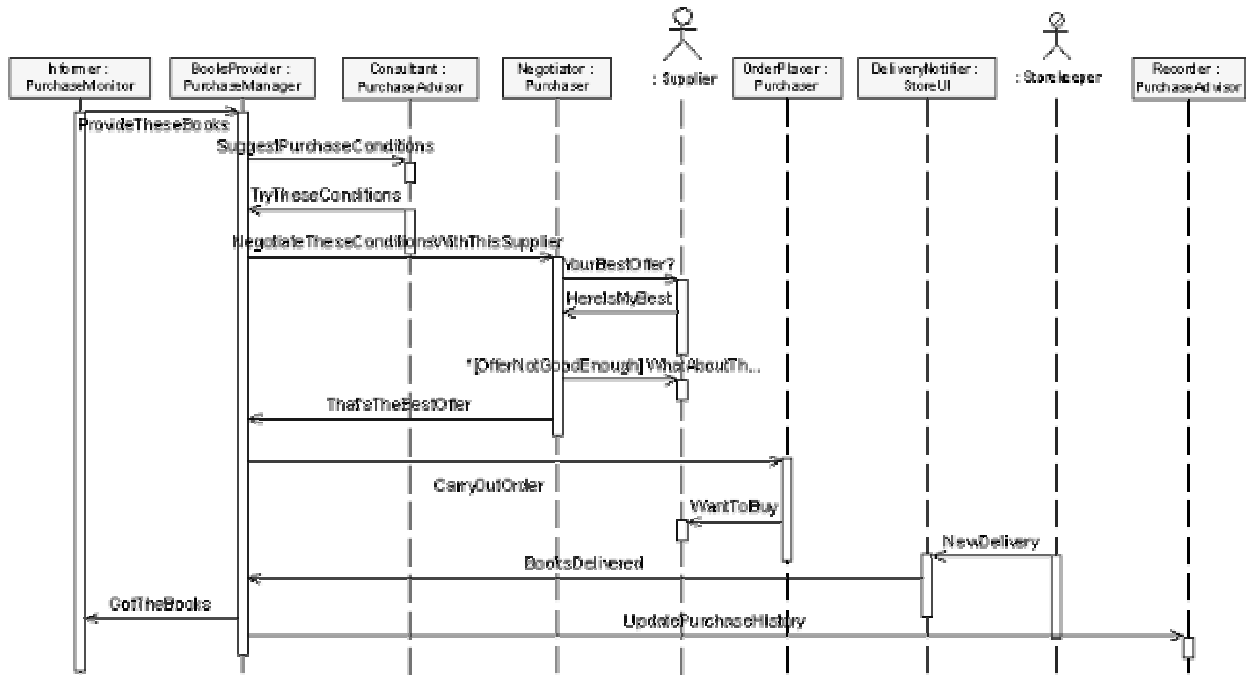 Informer :
PurchaseMonitor
BooksProvider :
PurchaseManager
Consultant :
PurchaseAdvisor
Negotiator :
Purchaser
: Supplier
OrderPlacer :
Purchaser
DeliveryNotifier :
StoreUI
: Storekeeper
Recorder :
PurchaseAdvisor
ProvideTheseBooks
SuggestPurchaseConditions
TryTheseConditions
NegotiateTheseConditionsWithThisSupplier
YourBestOffer?
HereIsMyBest
*[OfferNotGoodEnough] WhatAboutTh...
That'sTheBestOffer
CarryOutOrder
WantToBuy
NewDelivery
BooksDelivered
GotTheBooks
UpdatePurchaseHistory